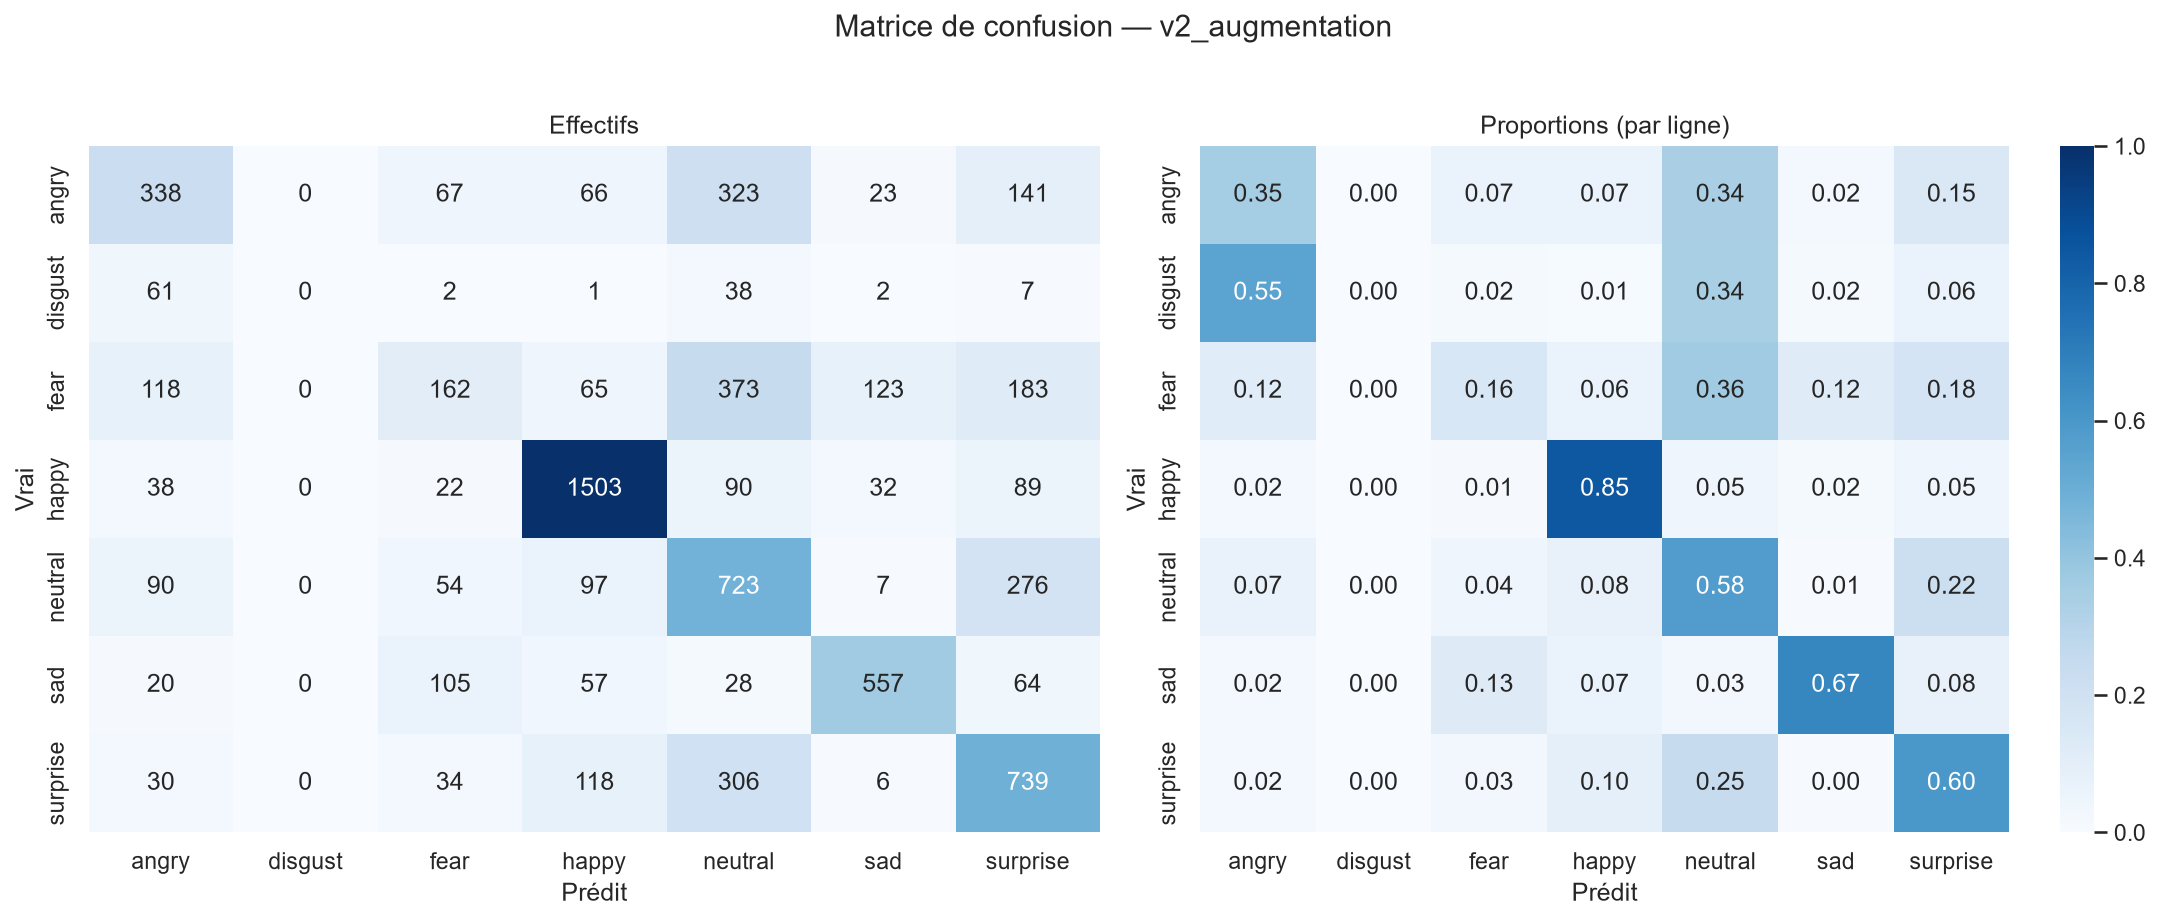 Matrice de confusion — v2_augmentation
Effectifs
Vrai
angry 338 0 67 66 323 23 141
disgust 61 0 2 1 38 2 7
fear 118 0 162 65 373 123 183
happy 38 0 22 1503 90 32 89
neutral 90 0 54 97 723 7 276
sad 20 0 105 57 28 557 64
surprise 30 0 34 118 306 6 739
angry disgust fear happy neutral sad surprise
Prédit
Proportions (par ligne)
Vrai
angry 0.35 0.00 0.07 0.07 0.34 0.02 0.15
disgust 0.55 0.00 0.02 0.01 0.34 0.02 0.06
fear 0.12 0.00 0.16 0.06 0.36 0.12 0.18
happy 0.02 0.00 0.01 0.85 0.05 0.02 0.05
neutral 0.07 0.00 0.04 0.08 0.58 0.01 0.22
sad 0.02 0.00 0.13 0.07 0.03 0.67 0.08
surprise 0.02 0.00 0.03 0.10 0.25 0.00 0.60
angry disgust fear happy neutral sad surprise
Prédit
1.0
0.8
0.6
0.4
0.2
0.0